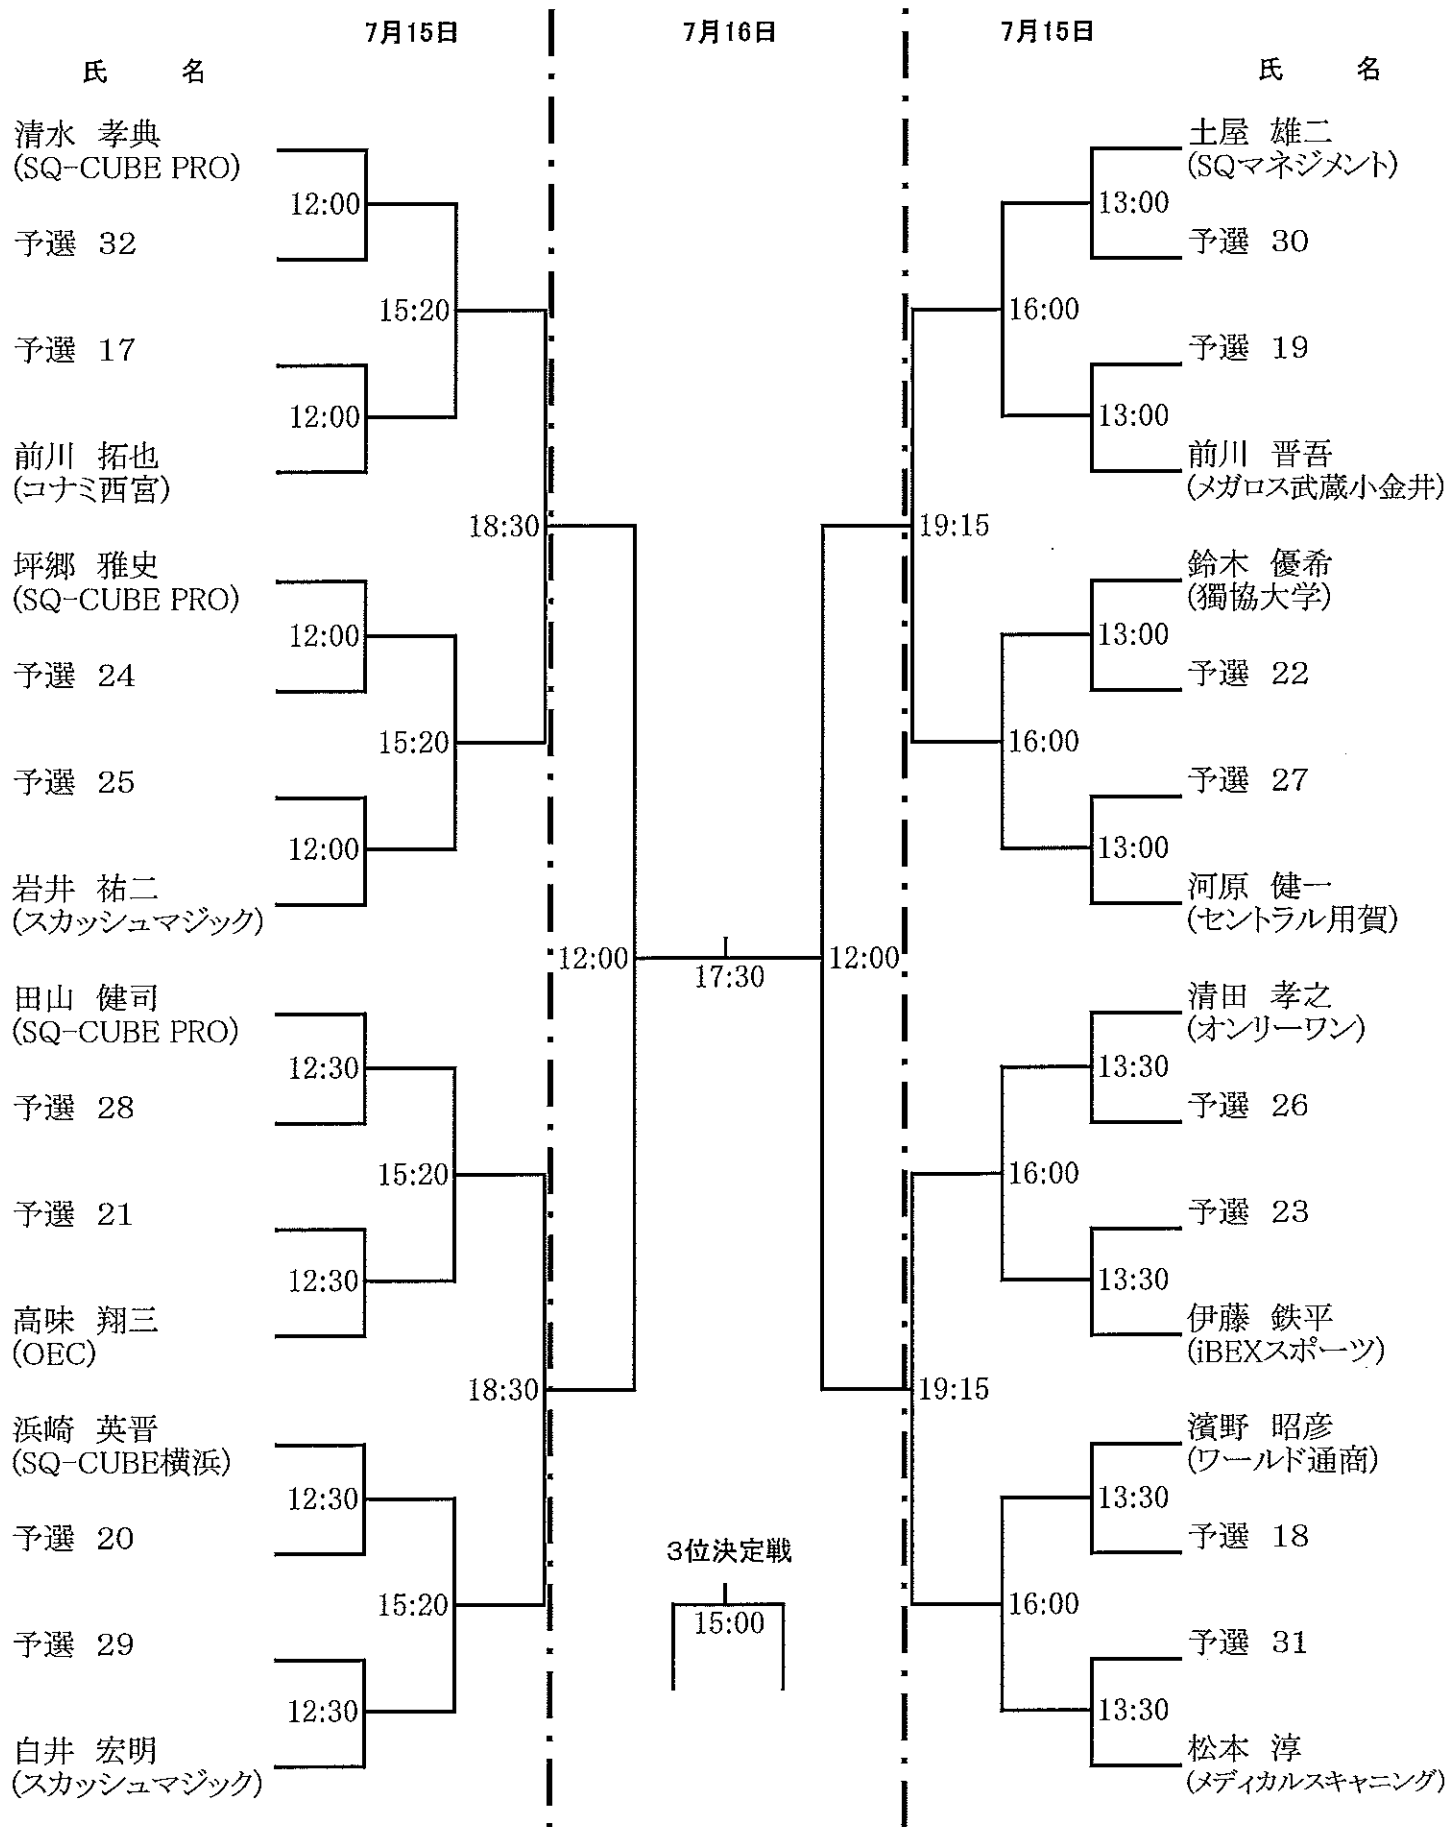 7月15日
7月16日
7月15日
氏 名
氏 名
清水 孝典
(SQ-CUBE PRO)
12:00
予選 32
15:20
予選 17
12:00
前川 拓也
(コナミ西宮)
18:30
坪郷 雅史
(SQ-CUBE PRO)
12:00
予選 24
15:20
予選 25
12:00
岩井 祐二
(スカッシュマジック)
12:00
田山 健司
(SQ-CUBE PRO)
12:30
予選 28
15:20
予選 21
12:30
高味 翔三
(OEC)
18:30
浜崎 英晋
(SQ-CUBE横浜)
12:30
予選 20
15:20
予選 29
12:30
白井 宏明
(スカッシュマジック)
17:30
3位決定戦
15:00
土屋 雄二
(SQマネジメント)
13:00
予選 30
16:00
予選 19
13:00
前川 晋吾
(メガロス武蔵小金井)
19:15
鈴木 優希
(獨協大学)
13:00
予選 22
16:00
予選 27
13:00
河原 健一
(セントラル用賀)
12:00
清田 孝之
(オンリーワン)
13:30
予選 26
16:00
予選 23
13:30
伊藤 鉄平
(iBEXスポーツ)
19:15
濱野 昭彦
(ワールド通商)
13:30
予選 18
16:00
予選 31
13:30
松本 淳
(メディカルスキャニング)